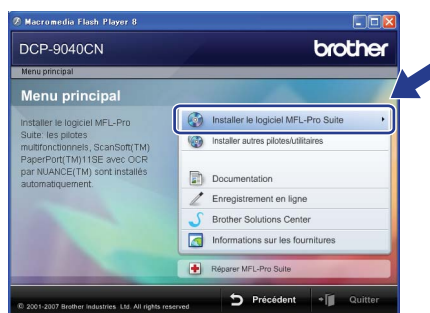 Macromedia Flash Player 8
DCP-9040CN
brother
Menu principal
Menu principal
Installer le logiciel MFL-Pro
Suite: les pilotes
multifonctionnels, ScanSoft(TM)
PaperPort(TM)11SE avec OCR
par NUANCE(TM) sont installés
automatiquement.
Installer le logiciel MFL-Pro Suite
Installer autres pilotes/utilitaires
Documentation
Enregistrement en ligne
Brother Solutions Center
Informations sur les fournitures
Réparer MFL-Pro Suite
© 2001-2007 Brother Industries. Ltd. All rights reserved
Précédent
Quitter